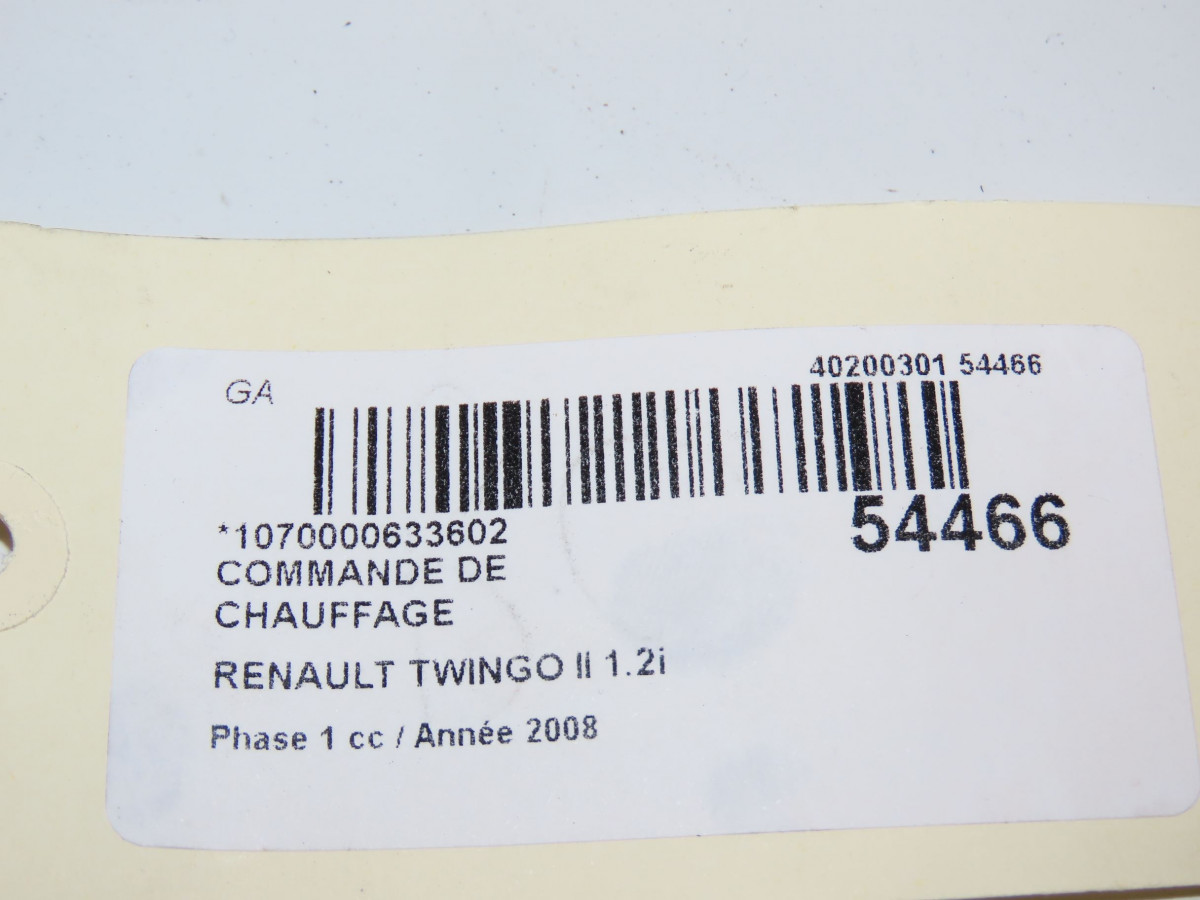 GA
40200301 54466
*1070000633602
54466
COMMANDE DE
CHAUFFAGE
RENAULT TWINGO II 1.2i
Phase 1 cc / Année 2008